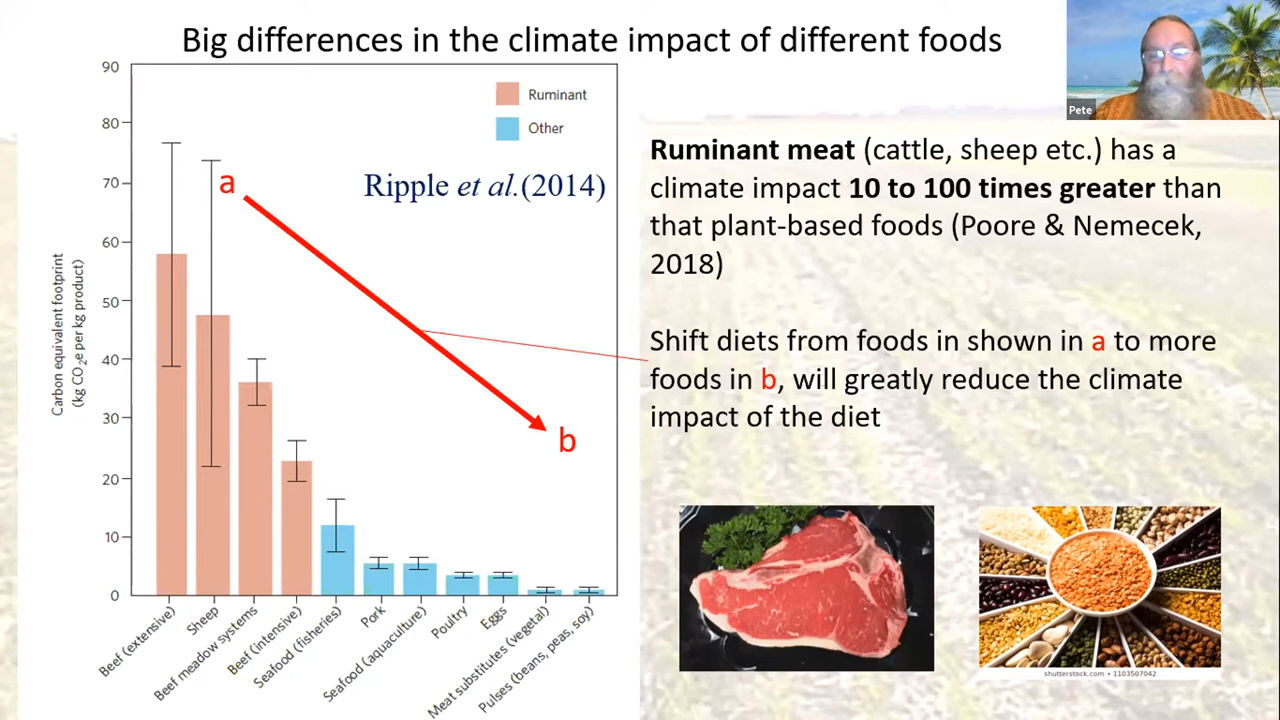 Big differences in the climate impact of different foods
Pete
90
80
70
60
50
40
30
20
10
0
Carbon equivalent footprint
(kg CO2e per kg product)
Ruminant
Other
a
Ripple et al.(2014)
b
Beef (extensive)
Sheep
Beef meadow systems
Beef (intensive)
Seafood (fisheries)
Pork
Seafood (aquaculture)
Poultry
Eggs
Meat substitutes (vegetal)
Pulses (beans, peas, soy)
Ruminant meat (cattle, sheep etc.) has a
climate impact 10 to 100 times greater than
that plant-based foods (Poore & Nemecek,
2018)
Shift diets from foods in shown in a to more
foods in b, will greatly reduce the climate
impact of the diet
shutterstock.com • 1103507042